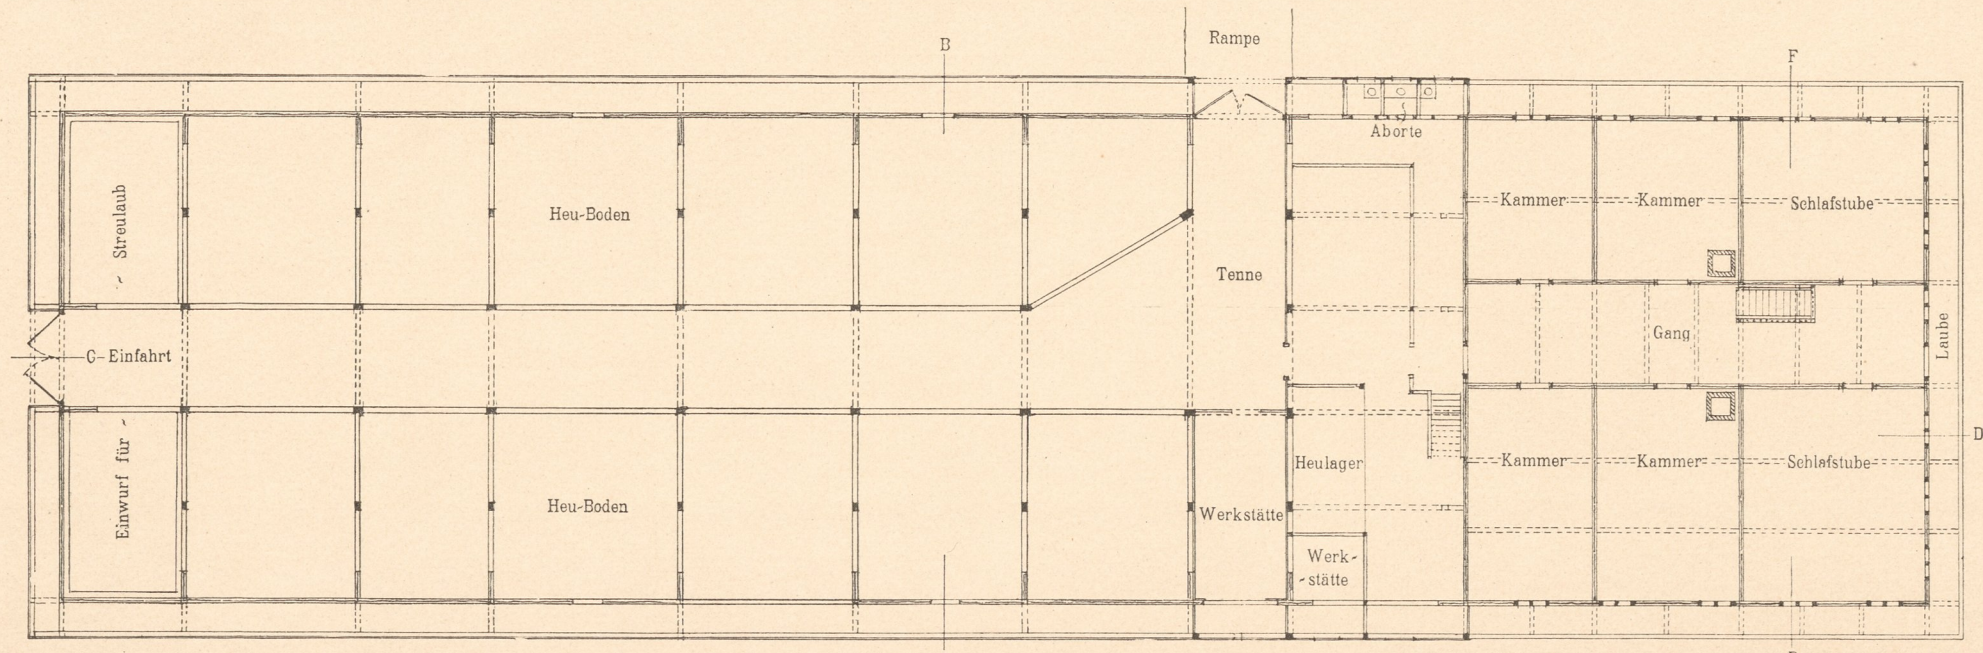 Rampe
B
F
Aborte
~ Streulaub
Heu-Boden
Kammer
Kammer
Schlafstube
Tenne
Gang
Laube
C-Einfahrt
D
Einwurf für ~
Heu-Boden
Heulager
Kammer
Kammer
Schlafstube
Werkstätte
Werk-
-stätte